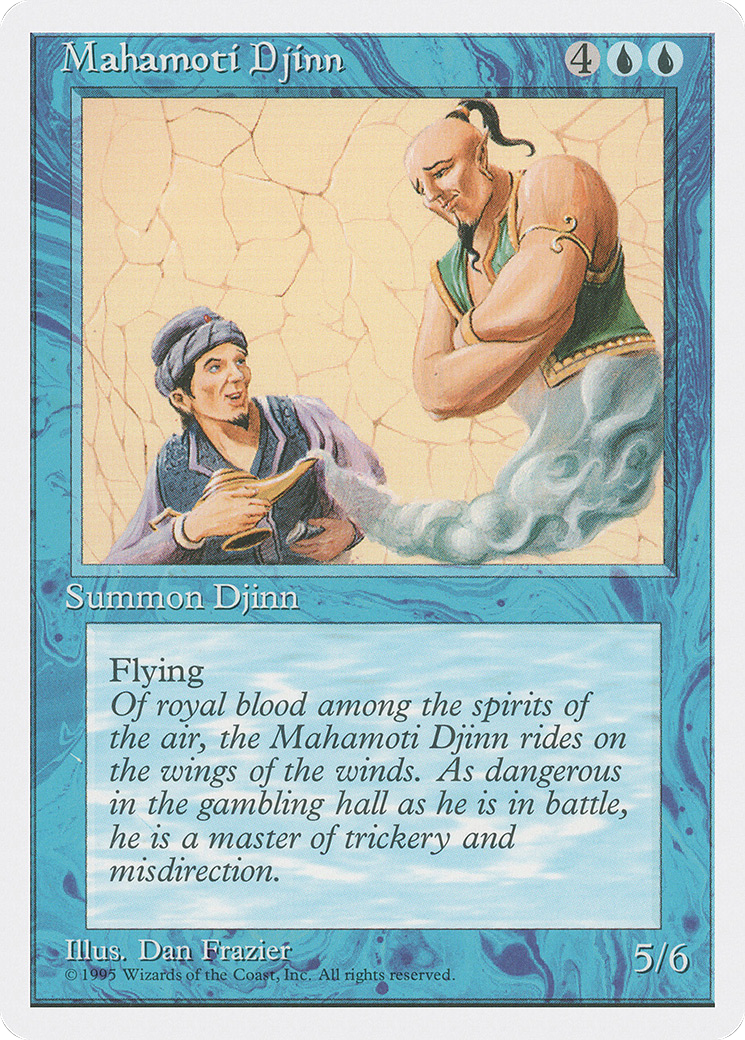 Mahamoti Djinn
4
Summon Djinn
Flying
Of royal blood among the spirits of
the air, the Mahamoti Djinn rides on
the wings of the winds. As dangerous
in the gambling hall as he is in battle,
he is a master of trickery and
misdirection.
Illus. Dan Frazier
5/6
© 1995 Wizards of the Coast, Inc. All rights reserved.